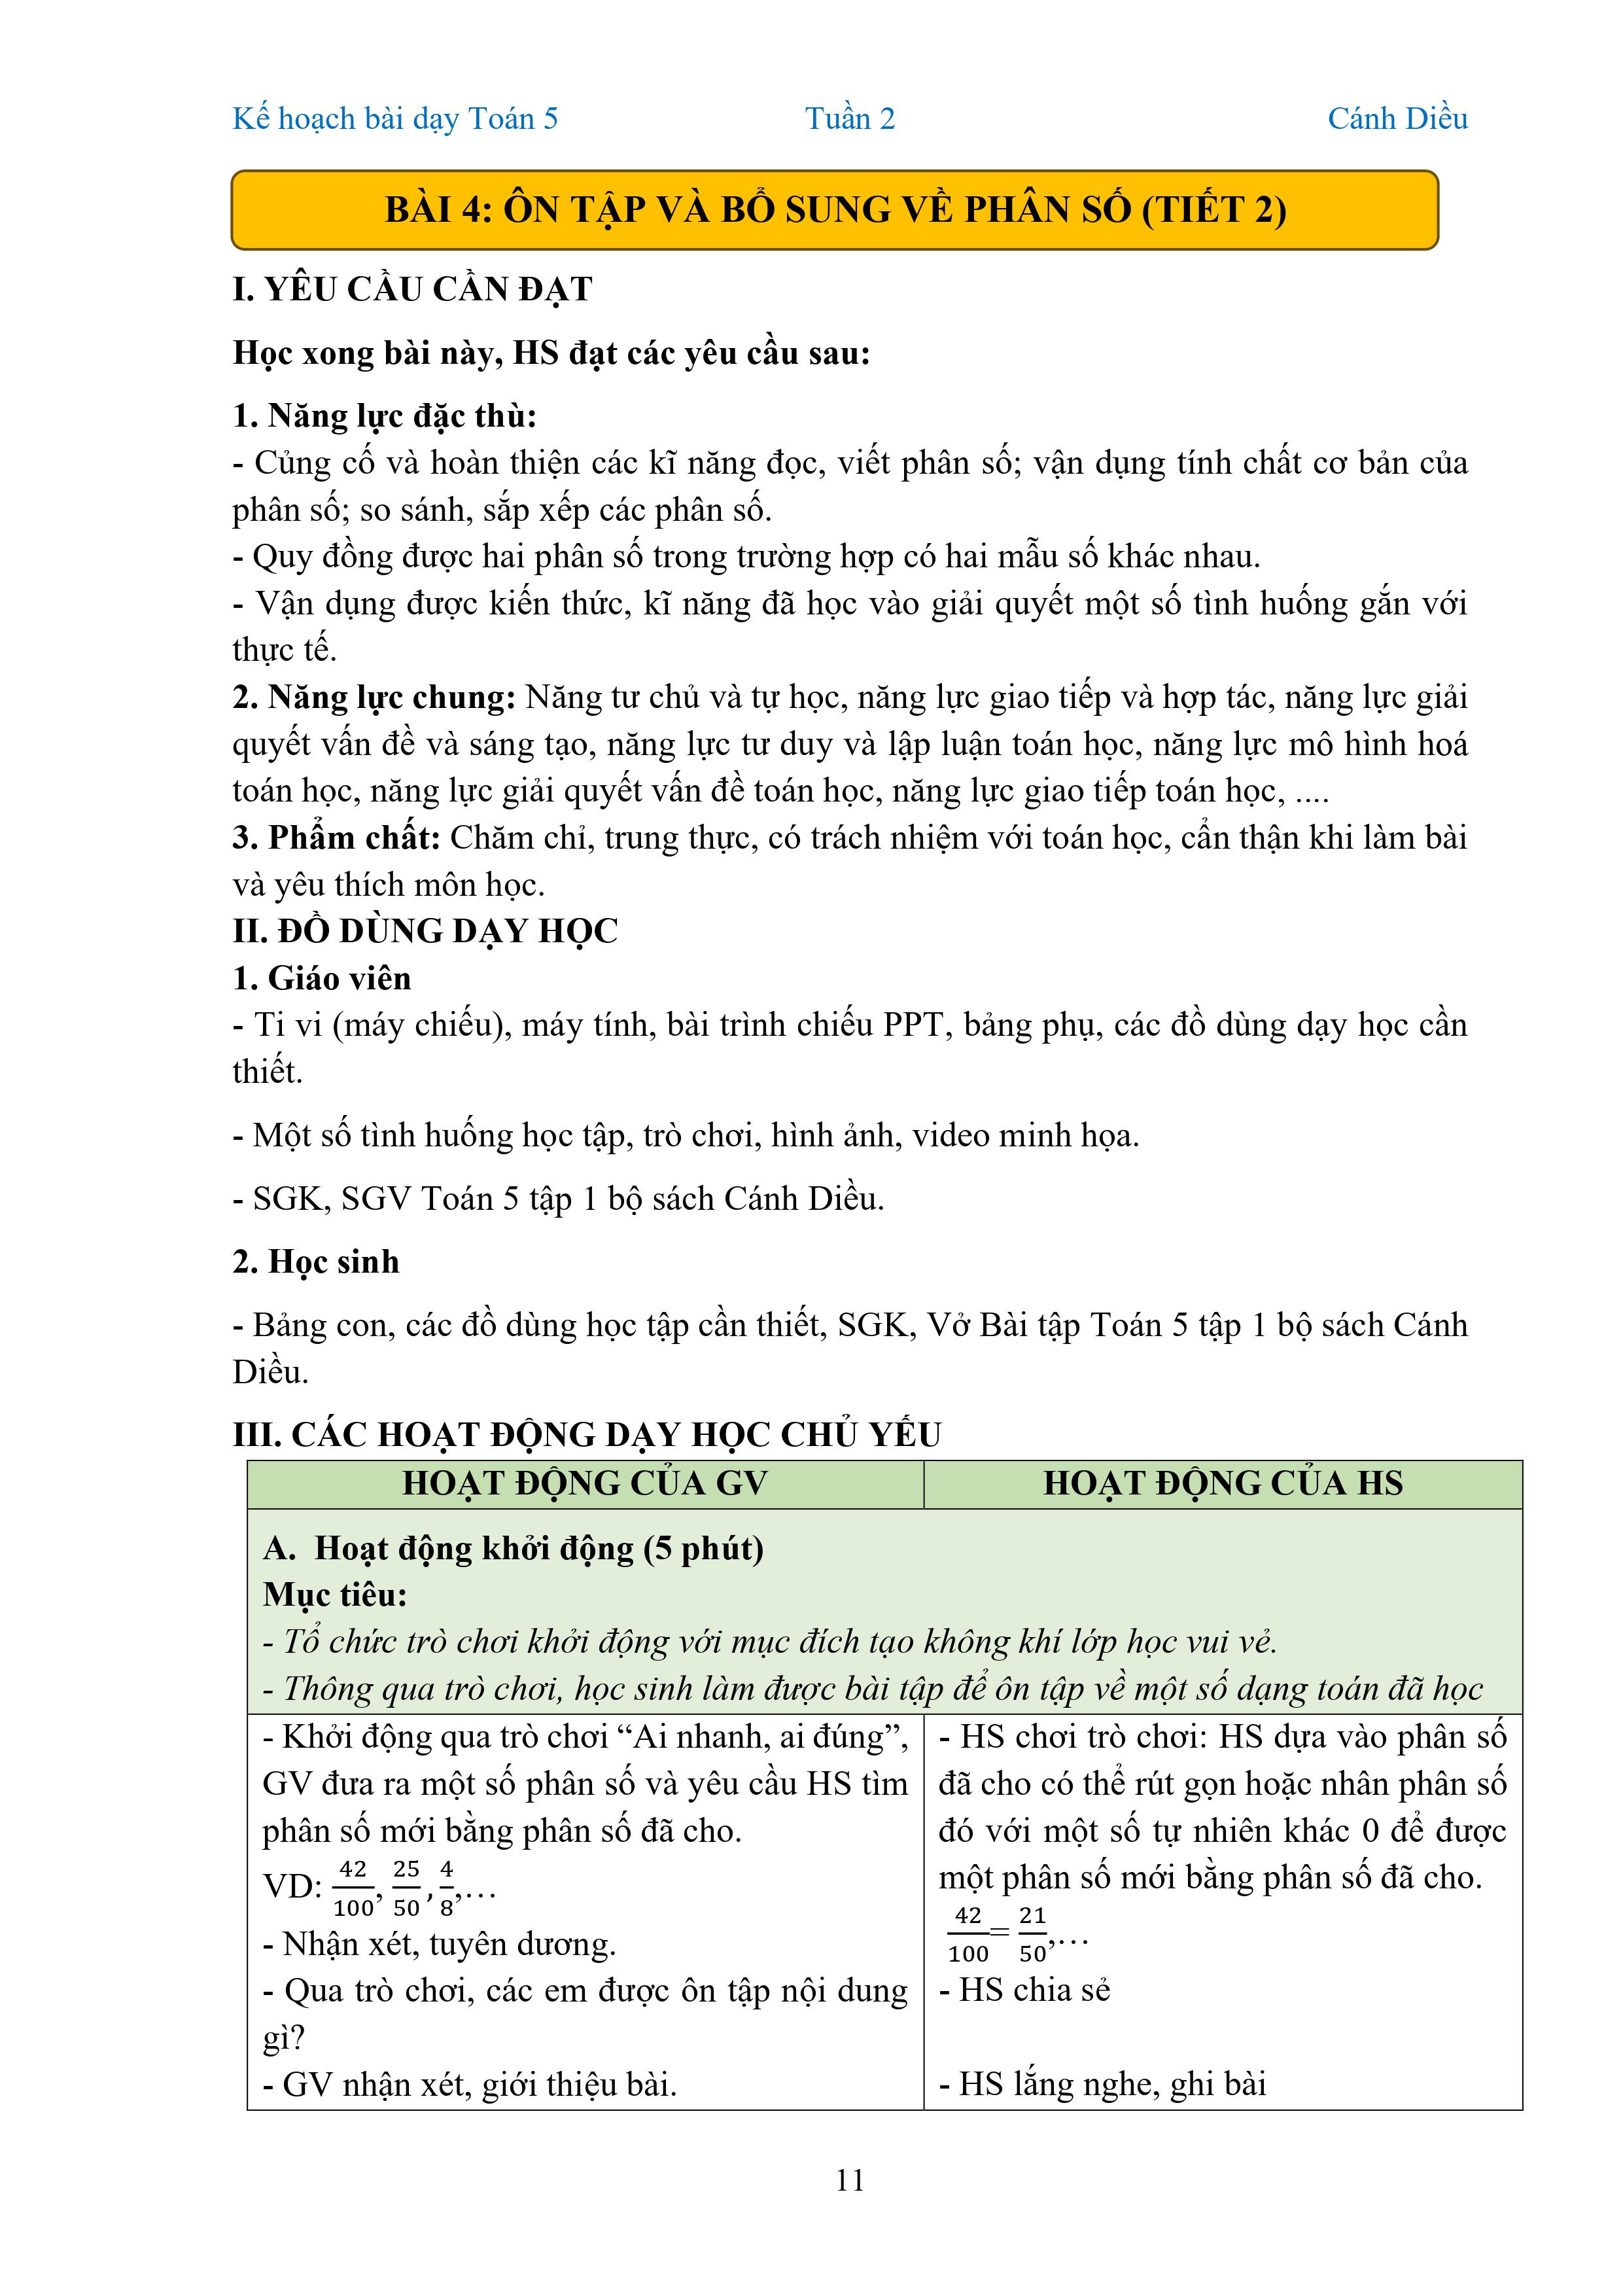 Kế hoạch bài dạy Toán 5 Tuần 2 Cánh Diều
BÀI 4: ÔN TẬP VÀ BỔ SUNG VỀ PHÂN SỐ (TIẾT 2)
I. YÊU CẦU CẦN ĐẠT
Học xong bài này, HS đạt các yêu cầu sau:
1. Năng lực đặc thù:
- Củng cố và hoàn thiện các kĩ năng đọc, viết phân số; vận dụng tính chất cơ bản của
phân số; so sánh, sắp xếp các phân số.
- Quy đồng được hai phân số trong trường hợp có hai mẫu số khác nhau.
- Vận dụng được kiến thức, kĩ năng đã học vào giải quyết một số tình huống gắn với
thực tế.
2. Năng lực chung: Năng tư chủ và tự học, năng lực giao tiếp và hợp tác, năng lực giải
quyết vấn đề và sáng tạo, năng lực tư duy và lập luận toán học, năng lực mô hình hoá
toán học, năng lực giải quyết vấn đề toán học, năng lực giao tiếp toán học, ....
3. Phẩm chất: Chăm chỉ, trung thực, có trách nhiệm với toán học, cẩn thận khi làm bài
và yêu thích môn học.
II. ĐỒ DÙNG DẠY HỌC
1. Giáo viên
- Ti vi (máy chiếu), máy tính, bài trình chiếu PPT, bảng phụ, các đồ dùng dạy học cần
thiết.
- Một số tình huống học tập, trò chơi, hình ảnh, video minh họa.
- SGK, SGV Toán 5 tập 1 bộ sách Cánh Diều.
2. Học sinh
- Bảng con, các đồ dùng học tập cần thiết, SGK, Vở Bài tập Toán 5 tập 1 bộ sách Cánh
Diều.
III. CÁC HOẠT ĐỘNG DẠY HỌC CHỦ YẾU
HOẠT ĐỘNG CỦA GV
HOẠT ĐỘNG CỦA HS
A. Hoạt động khởi động (5 phút)
Mục tiêu:
- Tổ chức trò chơi khởi động với mục đích tạo không khí lớp học vui vẻ.
- Thông qua trò chơi, học sinh làm được bài tập để ôn tập về một số dạng toán đã học
- Khởi động qua trò chơi “Ai nhanh, ai đúng”,
GV đưa ra một số phân số và yêu cầu HS tìm
phân số mới bằng phân số đã cho.
VD: 42/100, 25/50, 4/8,…
- Nhận xét, tuyên dương.
- Qua trò chơi, các em được ôn tập nội dung
gì?
- GV nhận xét, giới thiệu bài.
- HS chơi trò chơi: HS dựa vào phân số
đã cho có thể rút gọn hoặc nhân phân số
đó với một số tự nhiên khác 0 để được
một phân số mới bằng phân số đã cho.
42/100= 21/50,…
- HS chia sẻ
- HS lắng nghe, ghi bài
11